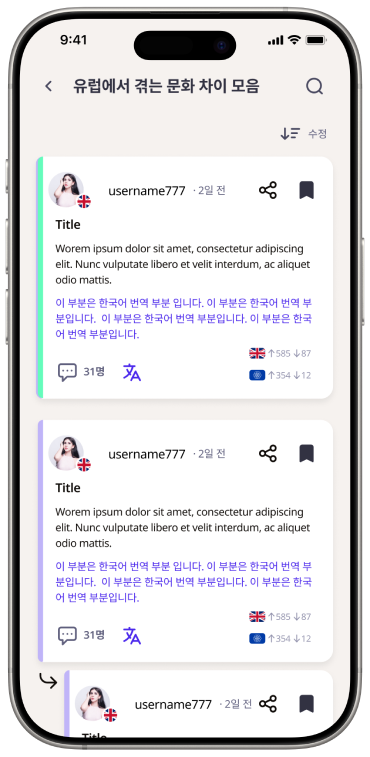 9:41
유럽에서 겪는 문화 차이 모음
수정
username777 · 2일 전
Title
Worem ipsum dolor sit amet, consectetur adipiscing
elit. Nunc vulputate libero et velit interdum, ac aliquet
odio mattis.
이 부분은 한국어 번역 부분 입니다. 이 부분은 한국어 번역 부
분입니다. 이 부분은 한국어 번역 부분입니다. 이 부분은 한국
어 번역 부분입니다.
↑585 ↓87
31명
↑354 ↓12
username777 · 2일 전
Title
Worem ipsum dolor sit amet, consectetur adipiscing
elit. Nunc vulputate libero et velit interdum, ac aliquet
odio mattis.
이 부분은 한국어 번역 부분 입니다. 이 부분은 한국어 번역 부
분입니다. 이 부분은 한국어 번역 부분입니다. 이 부분은 한국
어 번역 부분입니다.
↑585 ↓87
31명
↑354 ↓12
username777 · 2일 전
Title